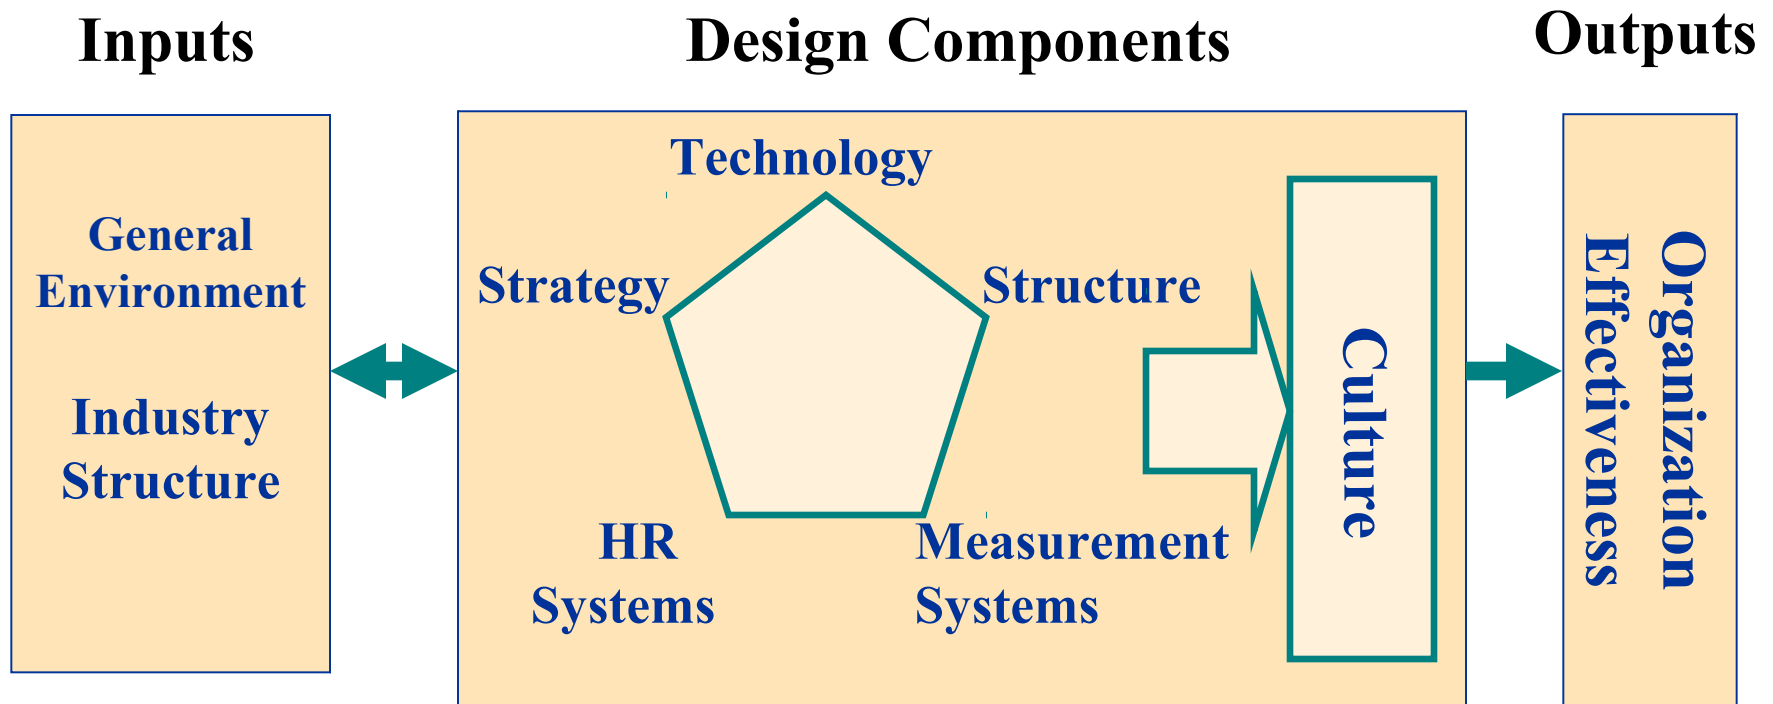 Inputs
Design Components
Outputs
General
Environment
Industry
Structure
Technology
Strategy
Structure
HR
Systems
Measurement
Systems
Culture
Organization
Effectiveness